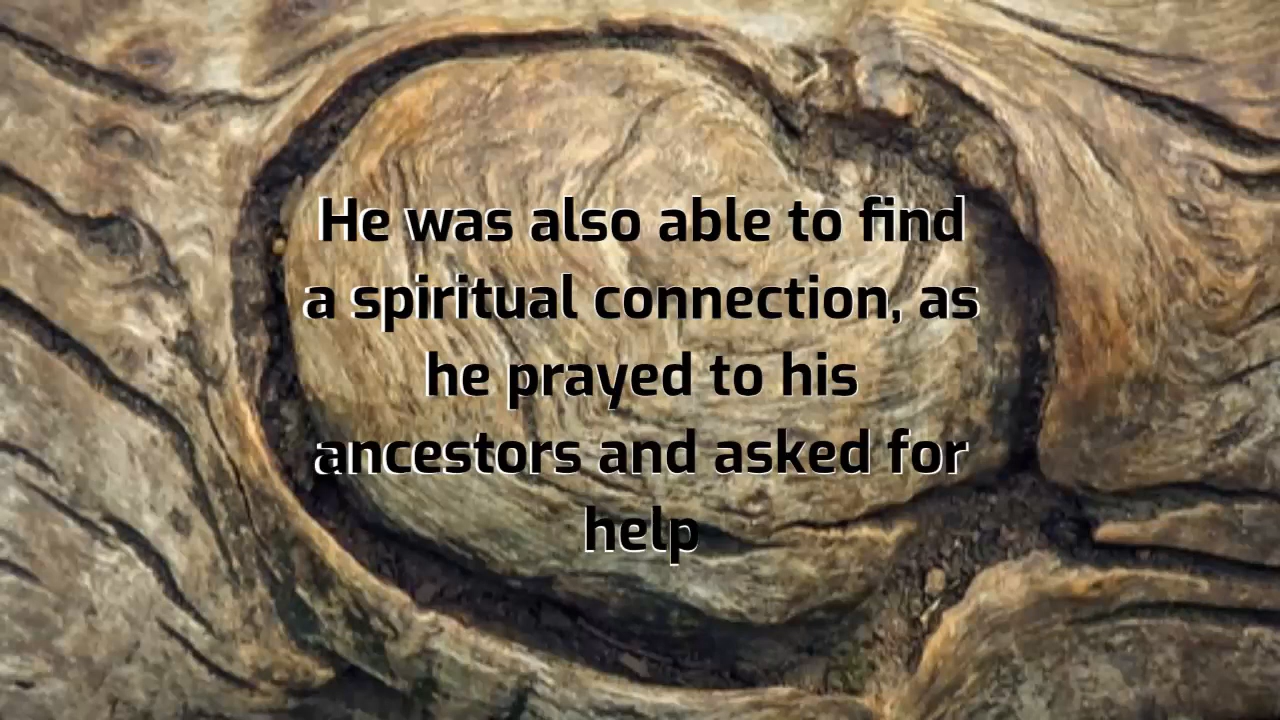 He was also able to find
a spiritual connection, as
he prayed to his
ancestors and asked for
help